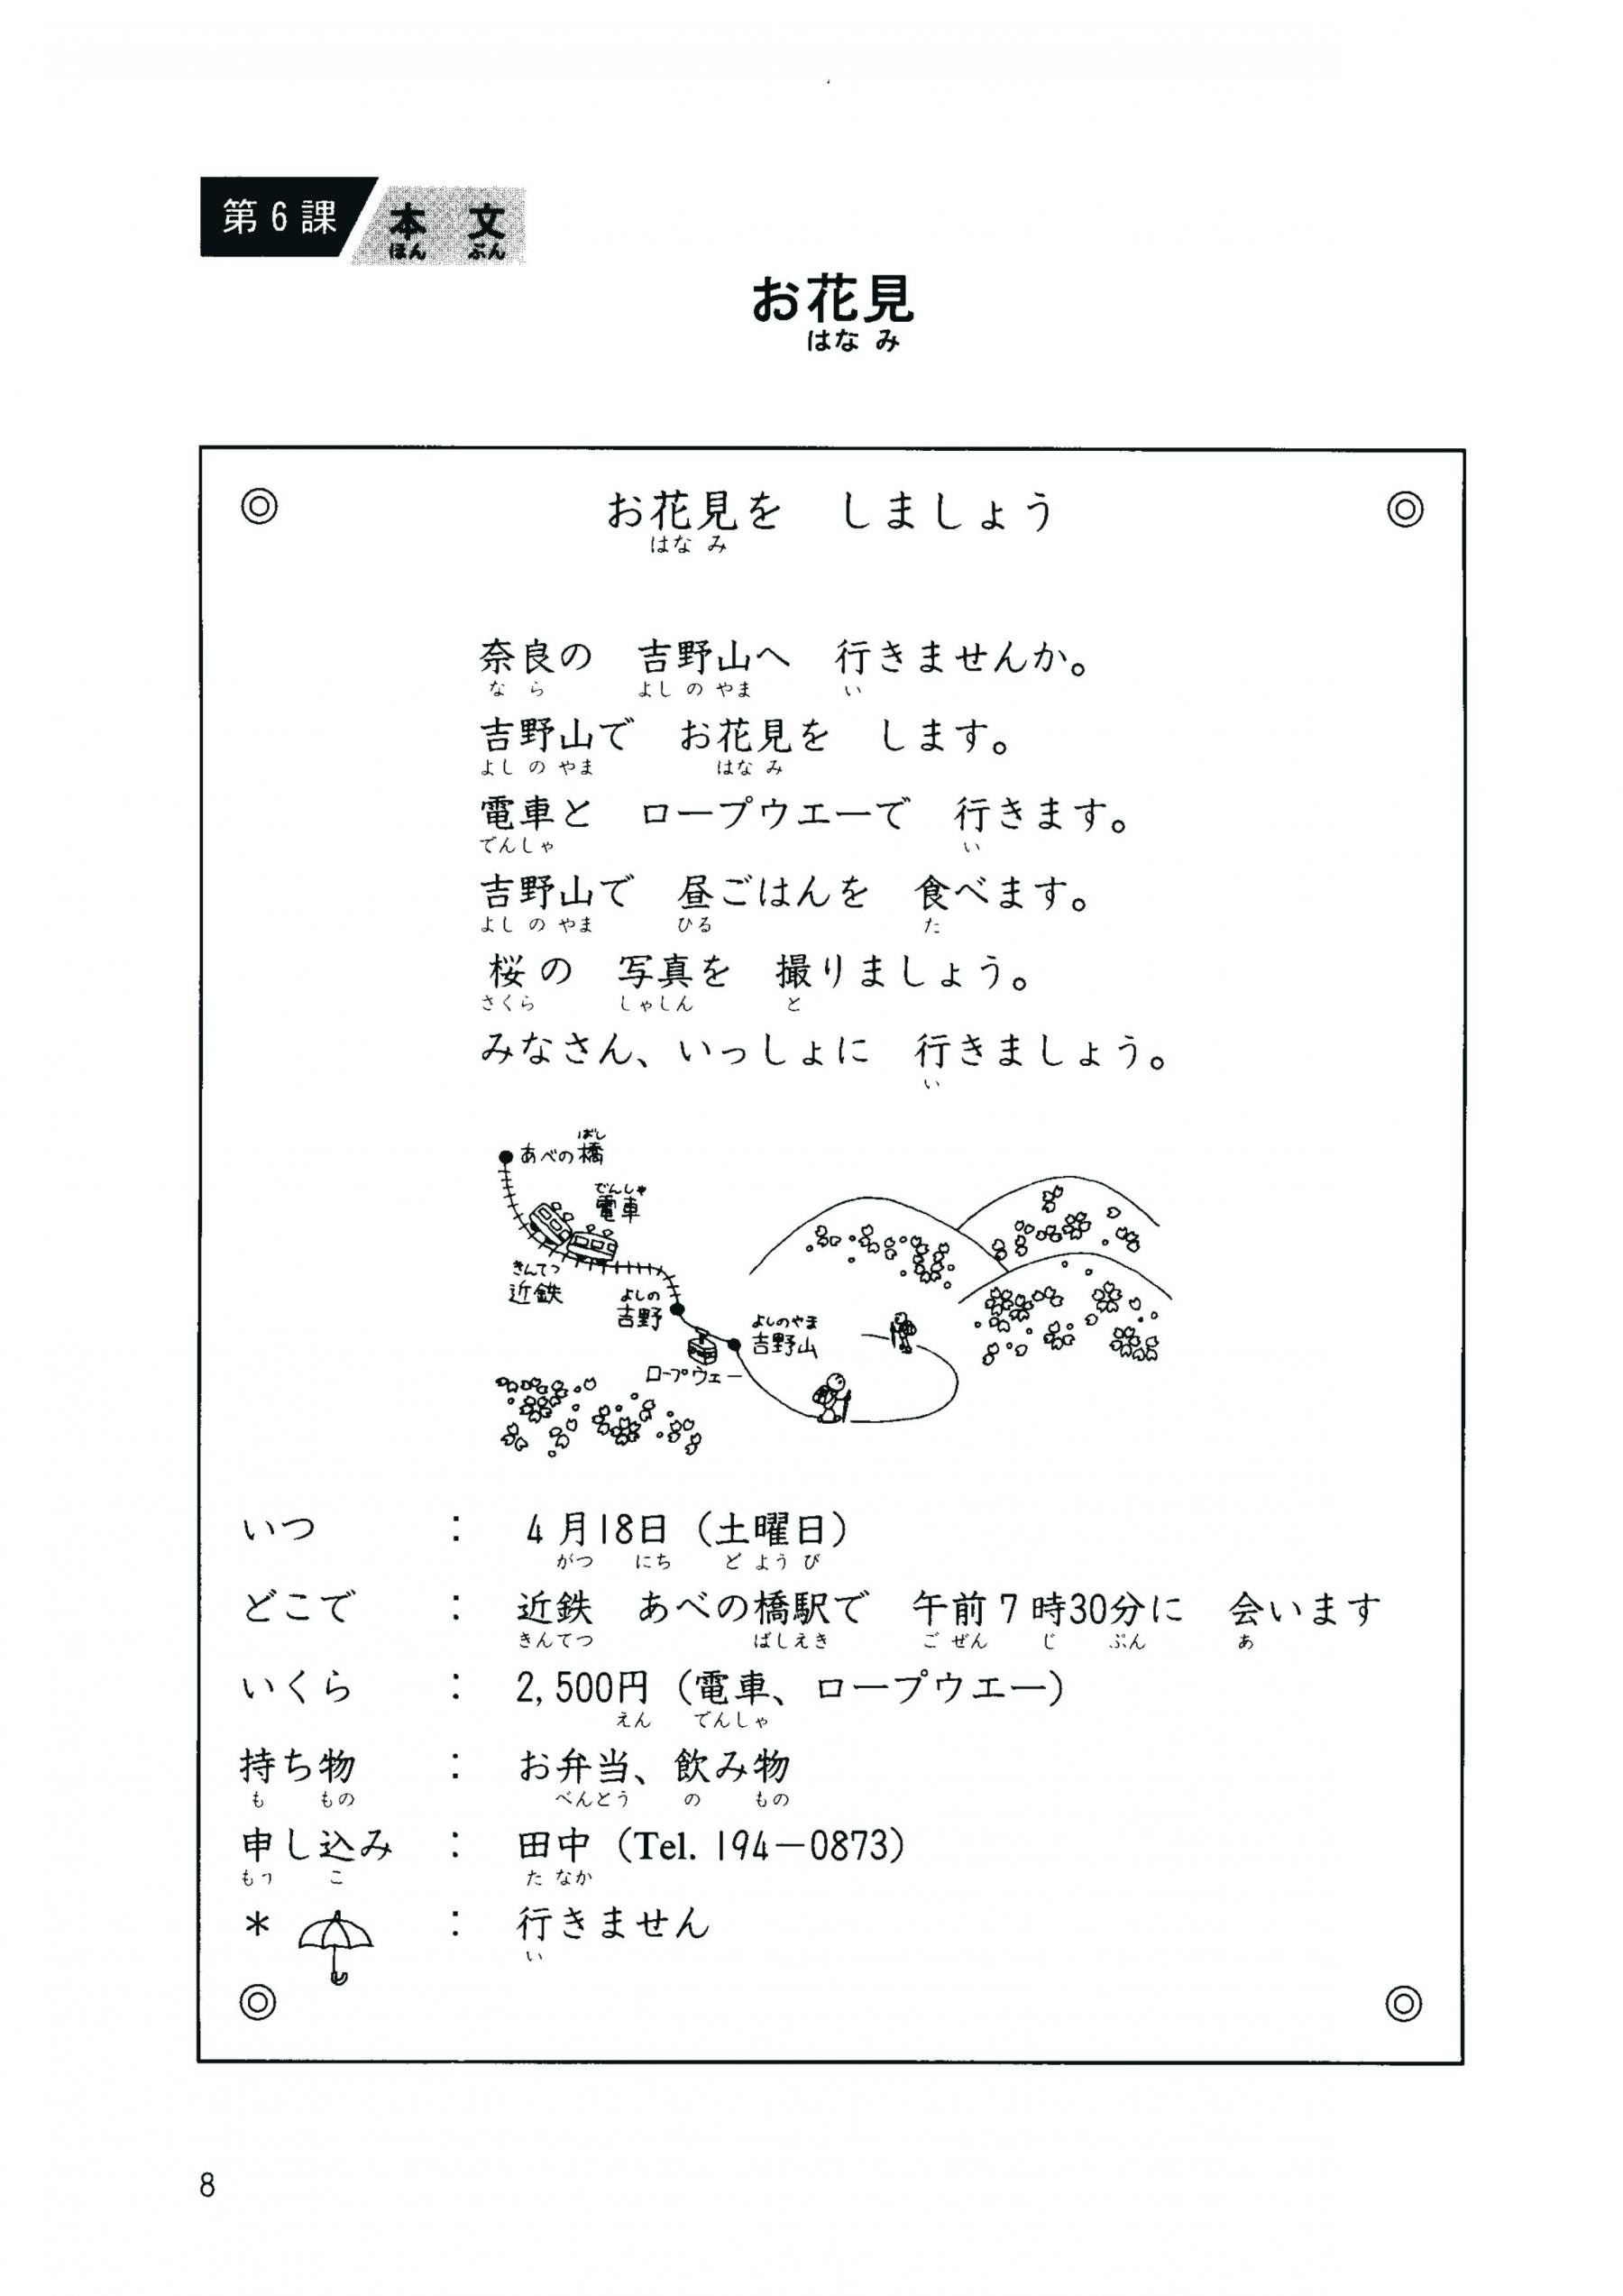 第6課 本文
ほん ぶん
お花見
はな み
お花見を しましょう
はな み
奈良の 吉野山へ 行きませんか。
な ら よし の やま い
吉野山で お花見を します。
よし の やま はな み
電車と ロープウエーで 行きます。
でんしゃ い
吉野山で 昼ごはんを 食べます。
よし の やま ひる た
桜の 写真を 撮りましょう。
さくら しゃしん と
みなさん、いっしょに 行きましょう。
い
ばし
あべの橋
でんしゃ
電車
きんてつ
近鉄
よしの
吉野
よしのやま
吉野山
ロープウェー
いつ : 4月18日(土曜日)
がつ にち ど よう び
どこで : 近鉄 あべの橋駅で 午前7時30分に 会います
きんてつ ばしえき ご ぜん じ ぷん あ
いくら : 2,500円(電車、ロープウエー)
えん でんしゃ
持ち物 : お弁当、飲み物
も もの べんとう の もの
申し込み : 田中(Tel. 194-0873)
もう こ た なか
* : 行きません
い
8